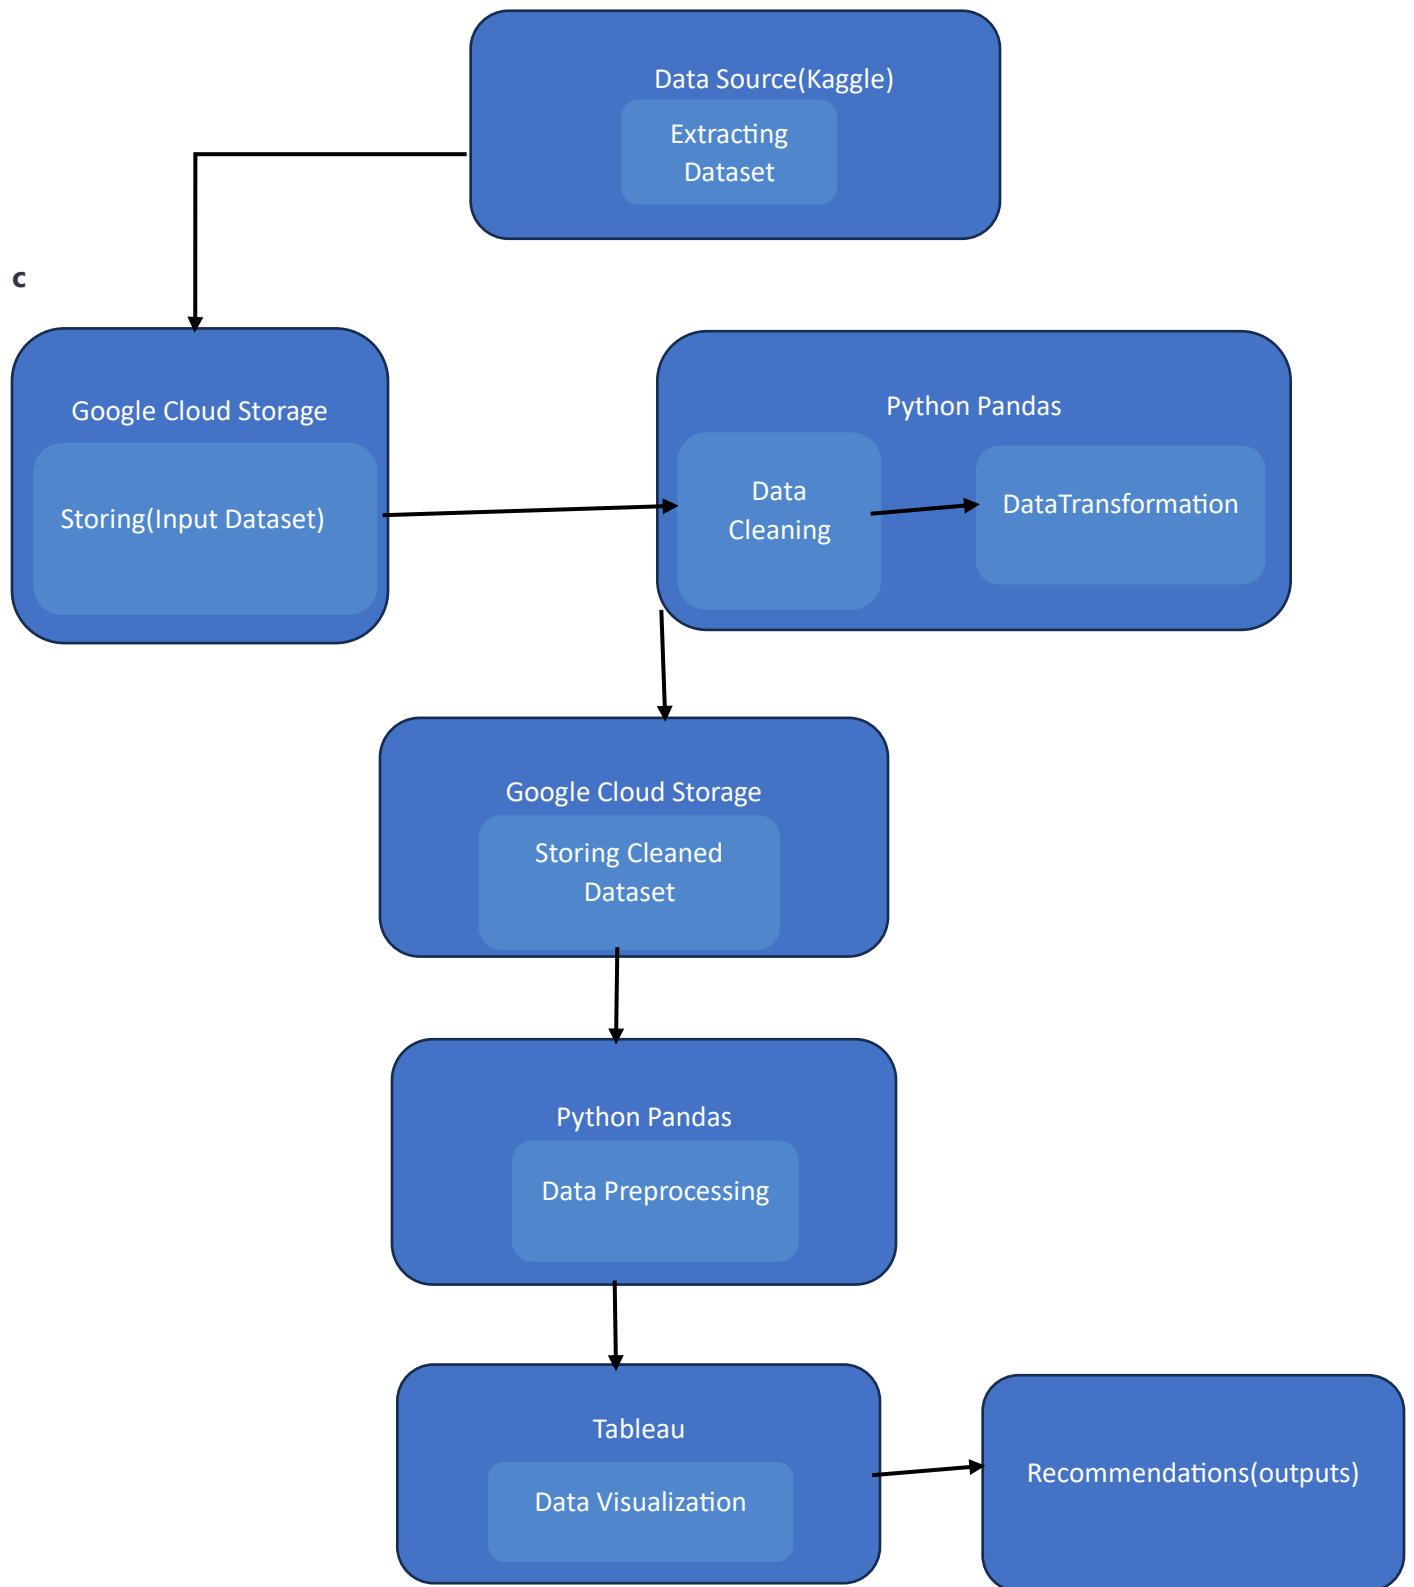 Data Source(Kaggle)
Extracting
Dataset
c
Google Cloud Storage
Storing(Input Dataset)
Python Pandas
Data
Cleaning
DataTransformation
Google Cloud Storage
Storing Cleaned
Dataset
Python Pandas
Data Preprocessing
Tableau
Data Visualization
Recommendations(outputs)